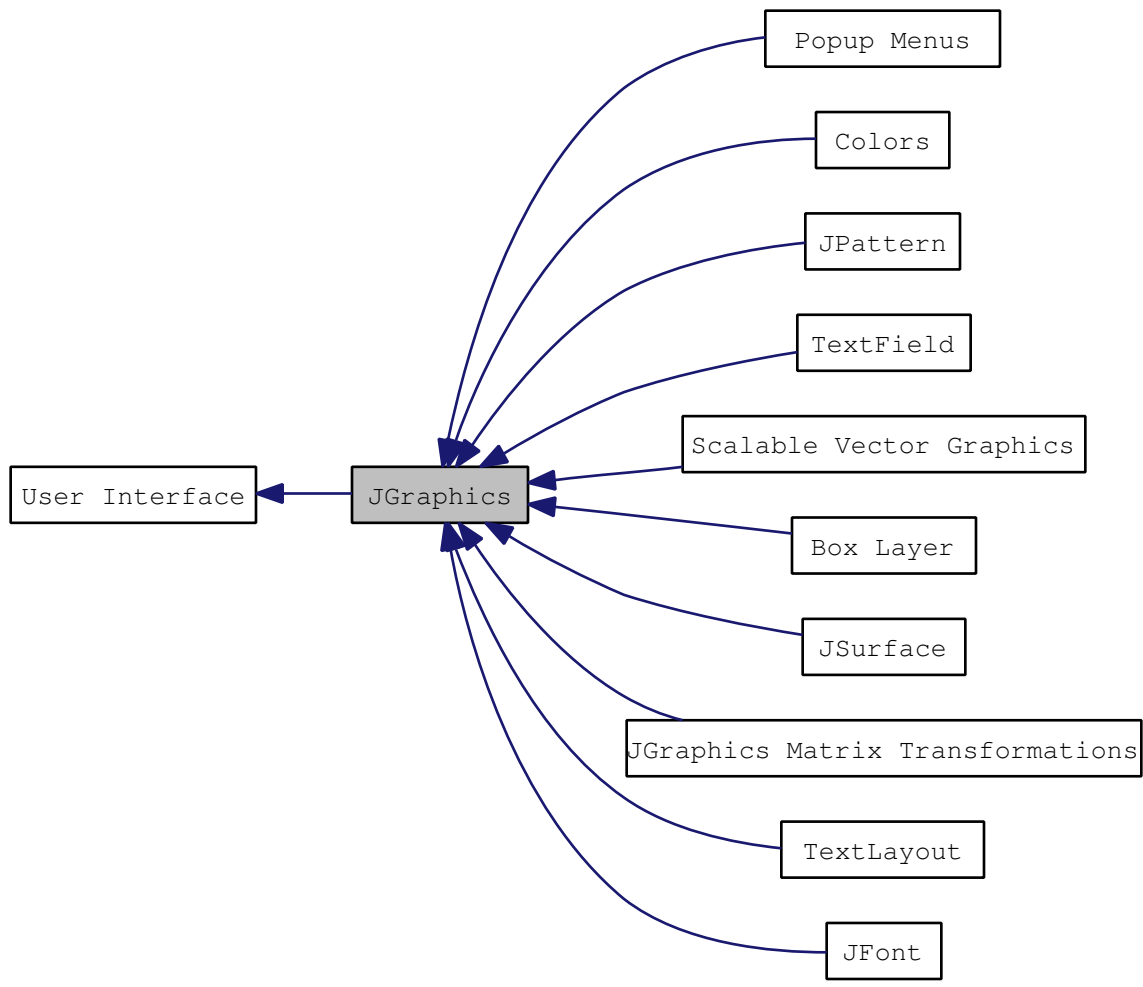 Popup Menus
Colors
JPattern
TextField
Scalable Vector Graphics
User Interface
JGraphics
Box Layer
JSurface
JGraphics Matrix Transformations
TextLayout
JFont